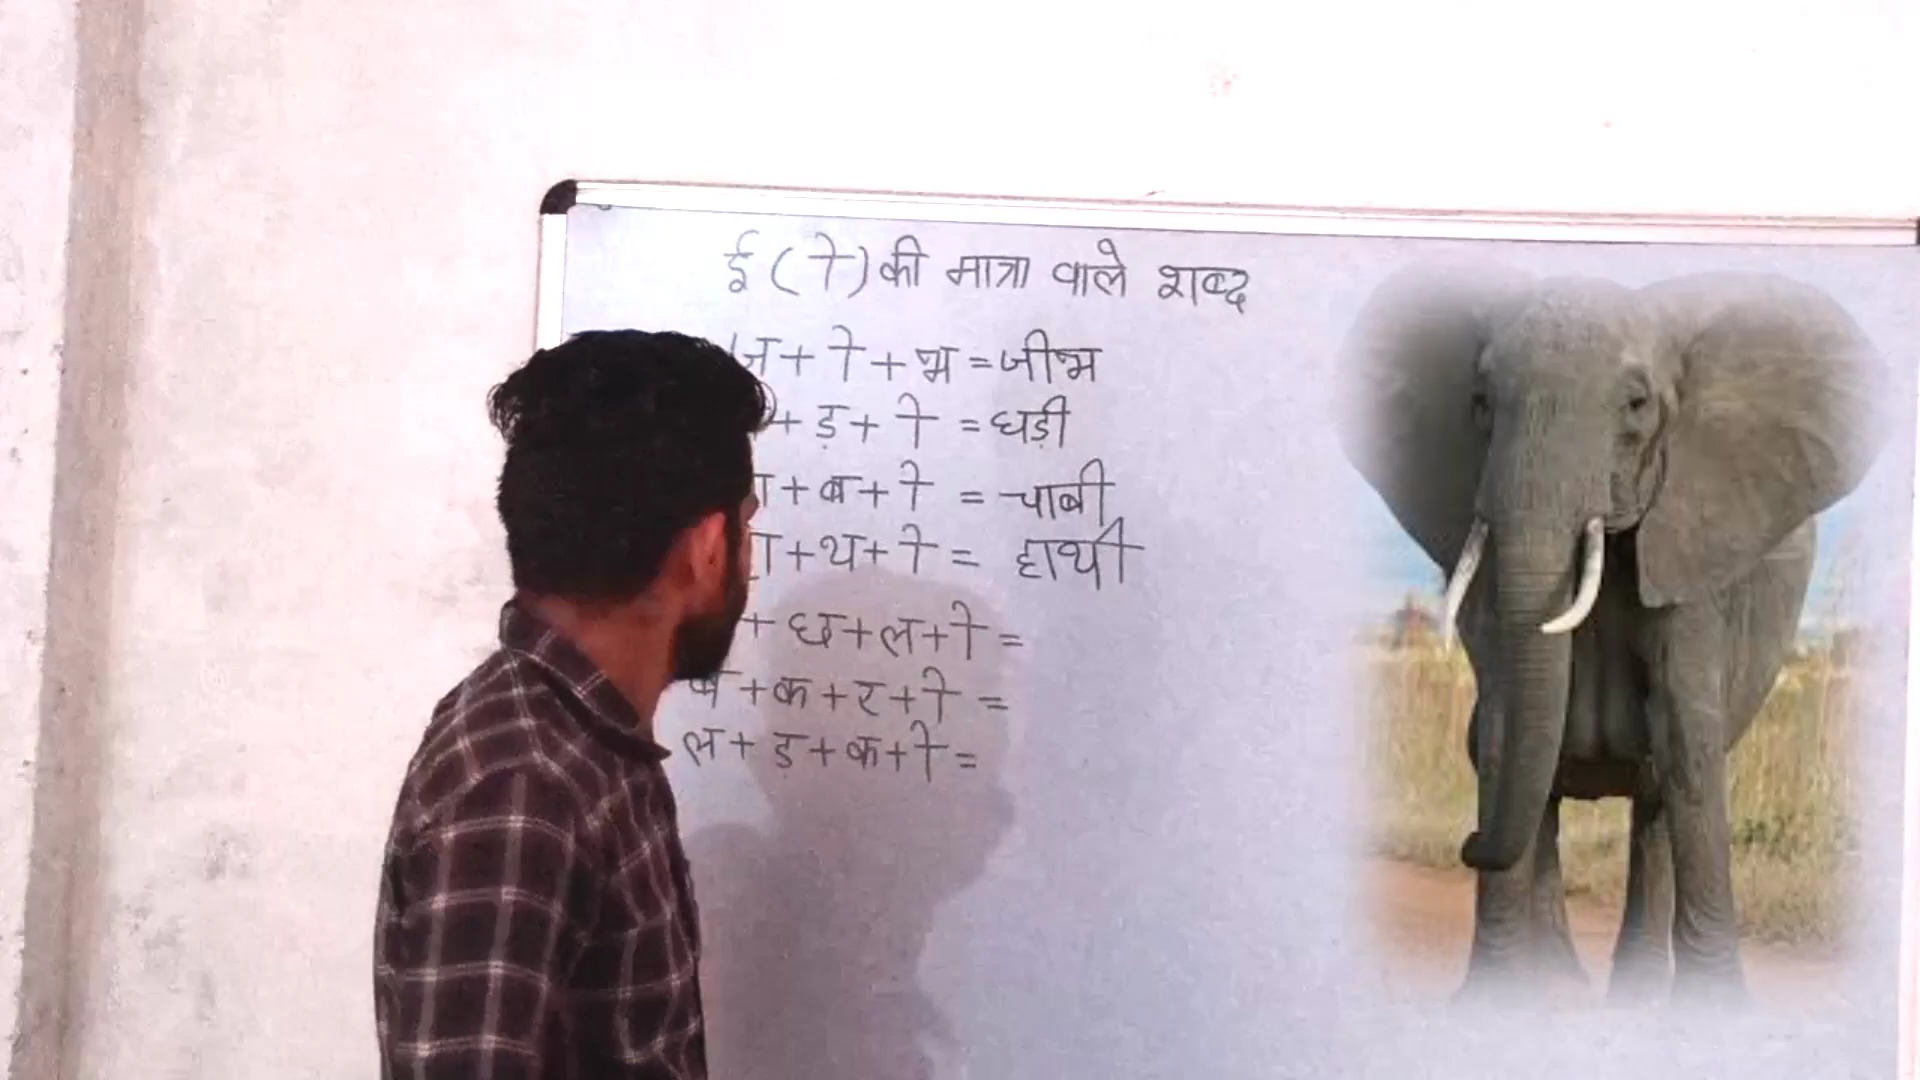 ई (ी) की मात्रा वाले शब्द
ज + ी + भ = जीभ
+ ड़ + ी = घड़ी
ा + ब + ी = चाबी
ा + थ + ी = हाथी
+ छ + ल + ी =
ब + क + र + ी =
ल + ड़ + क + ी =